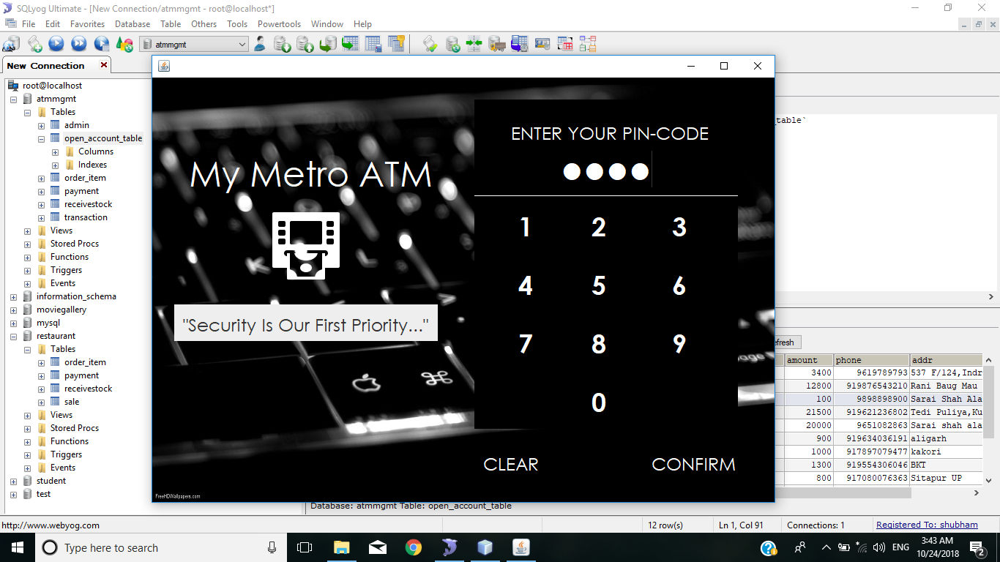 SQLyog Ultimate - [New Connection/atmmgmt - root@localhost*]
File Edit Favorites Database Table Others Tools Powertools Window Help
atmmgmt
New Connection
root@localhost
atmmgmt
Tables
admin
open_account_table
Columns
Indexes
order_item
payment
receivestock
transaction
Views
Stored Procs
Functions
Triggers
Events
information_schema
moviegallery
mysql
restaurant
Tables
order_item
payment
receivestock
sale
Views
Stored Procs
Functions
Triggers
Events
student
test
My Metro ATM
"Security Is Our First Priority..."
FreeHDWallpapers.com
ENTER YOUR PIN-CODE
1 2 3
4 5 6
7 8 9
0
CLEAR CONFIRM
_table`
efresh
amount phone addr
3400 9619789793 537 F/124,Indr
12800 919876543210 Rani Baug Mau
100 9898898900 Sarai Shah Ala
21500 919621236802 Tedi Puliya,Ku
20000 9651082863 Sarai shah ala
900 919634036191 aligarh
1000 917897079477 kakori
1300 919554306046 BKT
800 917080076363 Sitapur UP
Database: atmmgmt Table: open_account_table
http://www.webyog.com 12 row(s) Ln 1, Col 91 Connections: 1 Registered To: shubham
Type here to search
ENG
3:43 AM
10/24/2018
2